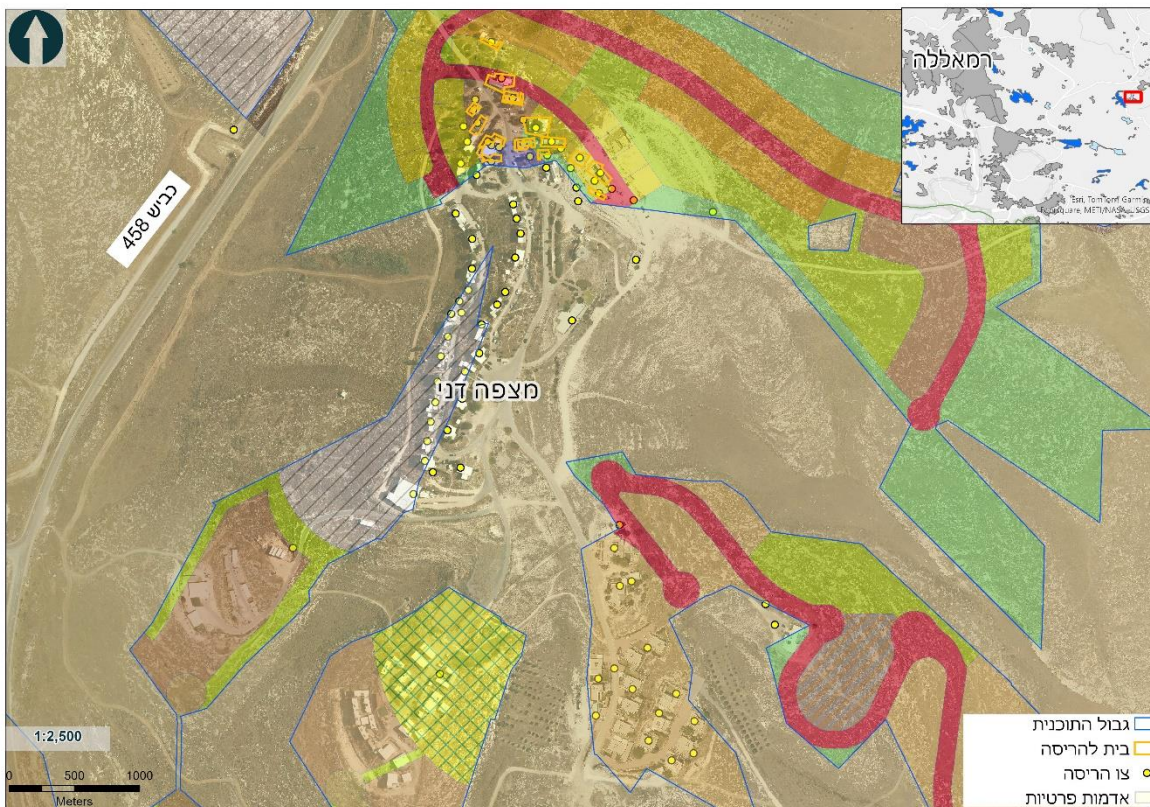 רמאללה
Esri, TomTom, Garmin,
Foursquare, METI/NASA, USGS
כביש 458
מצפה דני
1:2,500
0 500 1000
Meters
גבול התוכנית
בית להריסה
צו הריסה
אדמות פרטיות